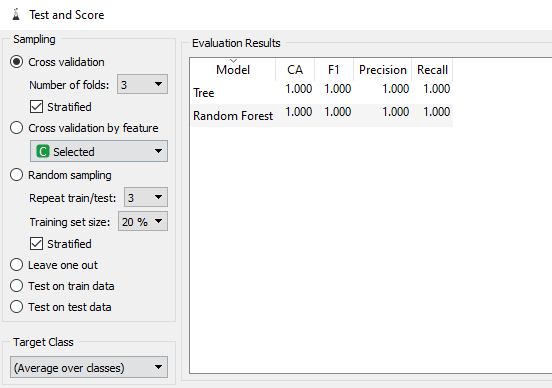 Test and Score
Sampling
Cross validation
Number of folds: 3
Stratified
Cross validation by feature
C Selected
Random sampling
Repeat train/test: 3
Training set size: 20 %
Stratified
Leave one out
Test on train data
Test on test data
Target Class
(Average over classes)
Evaluation Results
Model CA F1 Precision Recall
Tree 1.000 1.000 1.000 1.000
Random Forest 1.000 1.000 1.000 1.000